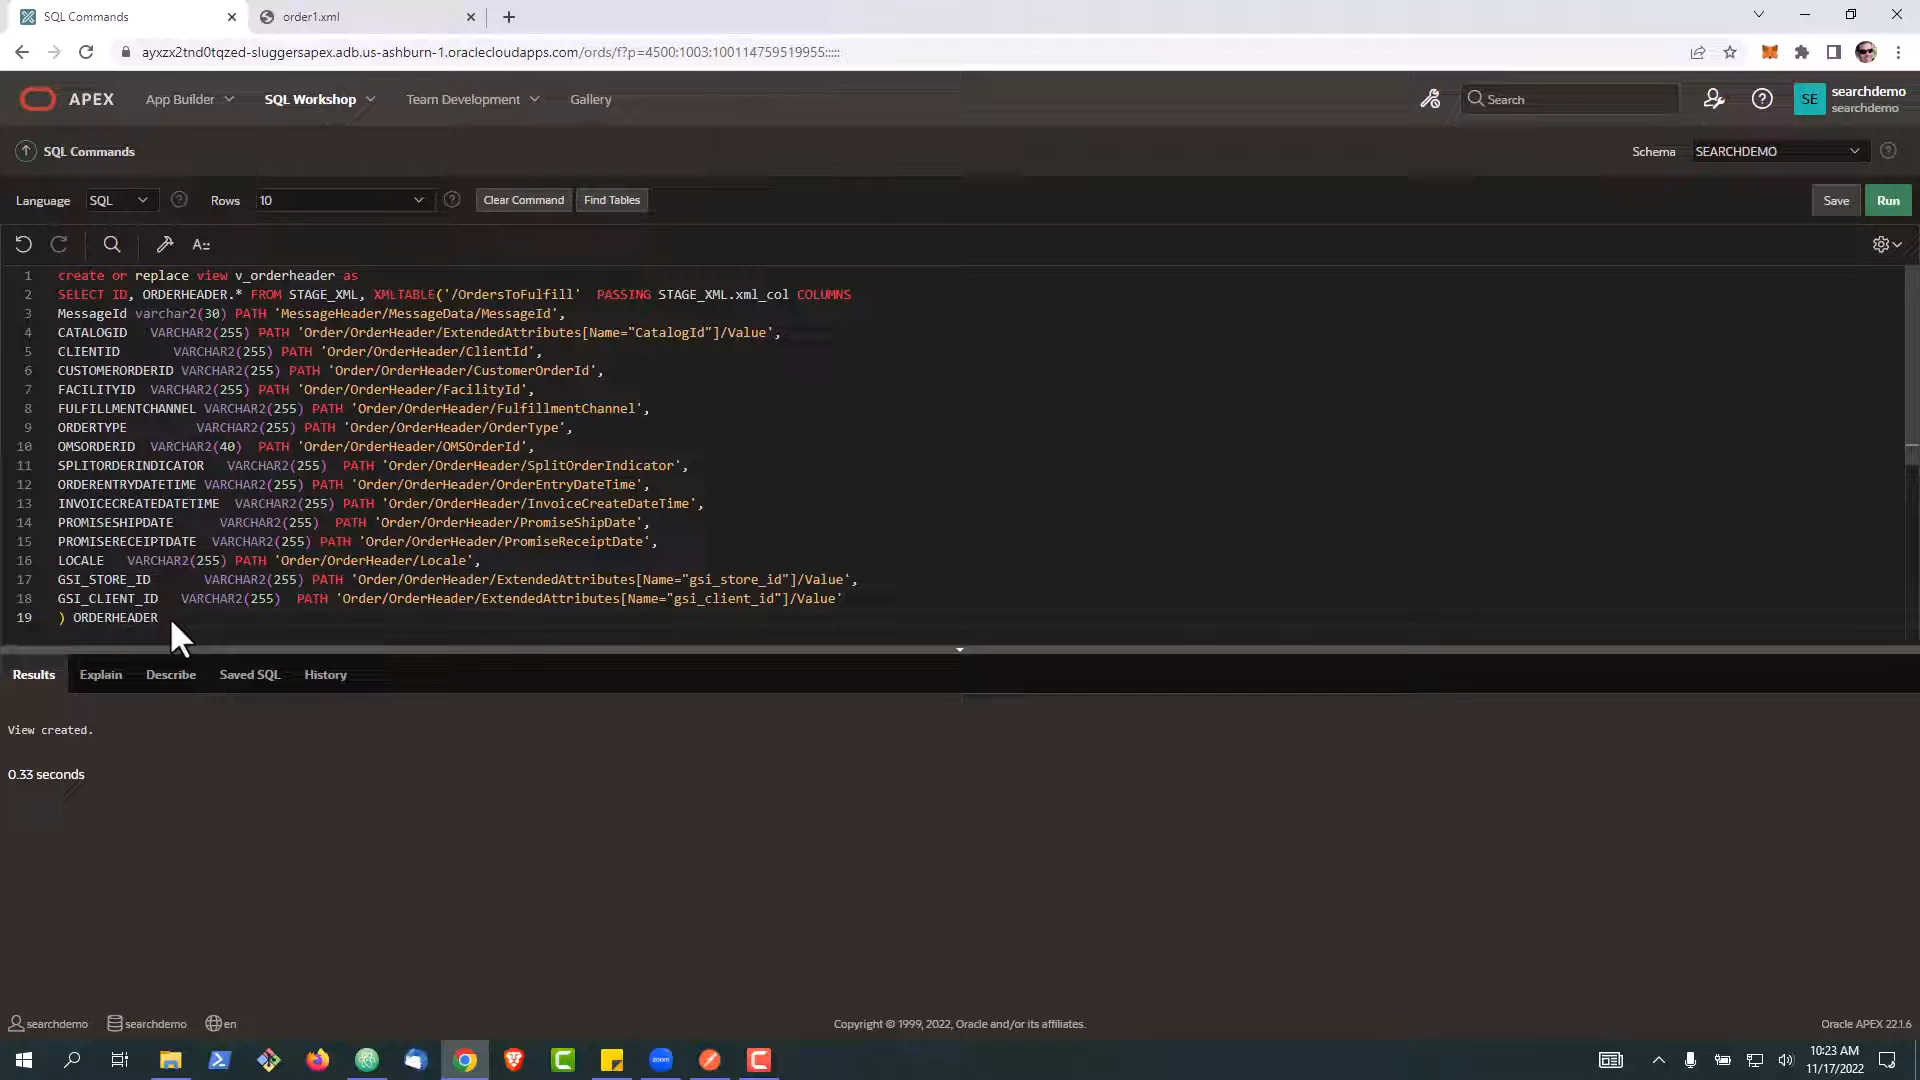 SQL Commands
order1.xml
ayxzx2tnd0tqzed-sluggersapex.adb.us-ashburn-1.oraclecloudapps.com/ords/f?p=4500:1003:100114759519955:::::
APEX App Builder SQL Workshop Team Development Gallery Search SE searchdemo
searchdemo
SQL Commands Schema SEARCHDEMO
Language SQL Rows 10 Clear Command Find Tables Save Run
1 create or replace view v_orderheader as
2 SELECT ID, ORDERHEADER.* FROM STAGE_XML, XMLTABLE('/OrdersToFulfill' PASSING STAGE_XML.xml_col COLUMNS
3 MessageId varchar2(30) PATH 'MessageHeader/MessageData/MessageId',
4 CATALOGID VARCHAR2(255) PATH 'Order/OrderHeader/ExtendedAttributes[Name="CatalogId"]/Value',
5 CLIENTID VARCHAR2(255) PATH 'Order/OrderHeader/ClientId',
6 CUSTOMERORDERID VARCHAR2(255) PATH 'Order/OrderHeader/CustomerOrderId',
7 FACILITYID VARCHAR2(255) PATH 'Order/OrderHeader/FacilityId',
8 FULFILLMENTCHANNEL VARCHAR2(255) PATH 'Order/OrderHeader/FulfillmentChannel',
9 ORDERTYPE VARCHAR2(255) PATH 'Order/OrderHeader/OrderType',
10 OMSORDERID VARCHAR2(40) PATH 'Order/OrderHeader/OMSOrderId',
11 SPLITORDERINDICATOR VARCHAR2(255) PATH 'Order/OrderHeader/SplitOrderIndicator',
12 ORDERENTRYDATETIME VARCHAR2(255) PATH 'Order/OrderHeader/OrderEntryDateTime',
13 INVOICECREATEDATETIME VARCHAR2(255) PATH 'Order/OrderHeader/InvoiceCreateDateTime',
14 PROMISESHIPDATE VARCHAR2(255) PATH 'Order/OrderHeader/PromiseShipDate',
15 PROMISERECEIPTDATE VARCHAR2(255) PATH 'Order/OrderHeader/PromiseReceiptDate',
16 LOCALE VARCHAR2(255) PATH 'Order/OrderHeader/Locale',
17 GSI_STORE_ID VARCHAR2(255) PATH 'Order/OrderHeader/ExtendedAttributes[Name="gsi_store_id"]/Value',
18 GSI_CLIENT_ID VARCHAR2(255) PATH 'Order/OrderHeader/ExtendedAttributes[Name="gsi_client_id"]/Value'
19 ) ORDERHEADER
Results Explain Describe Saved SQL History
View created.
0.33 seconds
searchdemo searchdemo en Copyright © 1999, 2022, Oracle and/or its affiliates. Oracle APEX 22.1.6
zoom
10:23 AM
11/17/2022